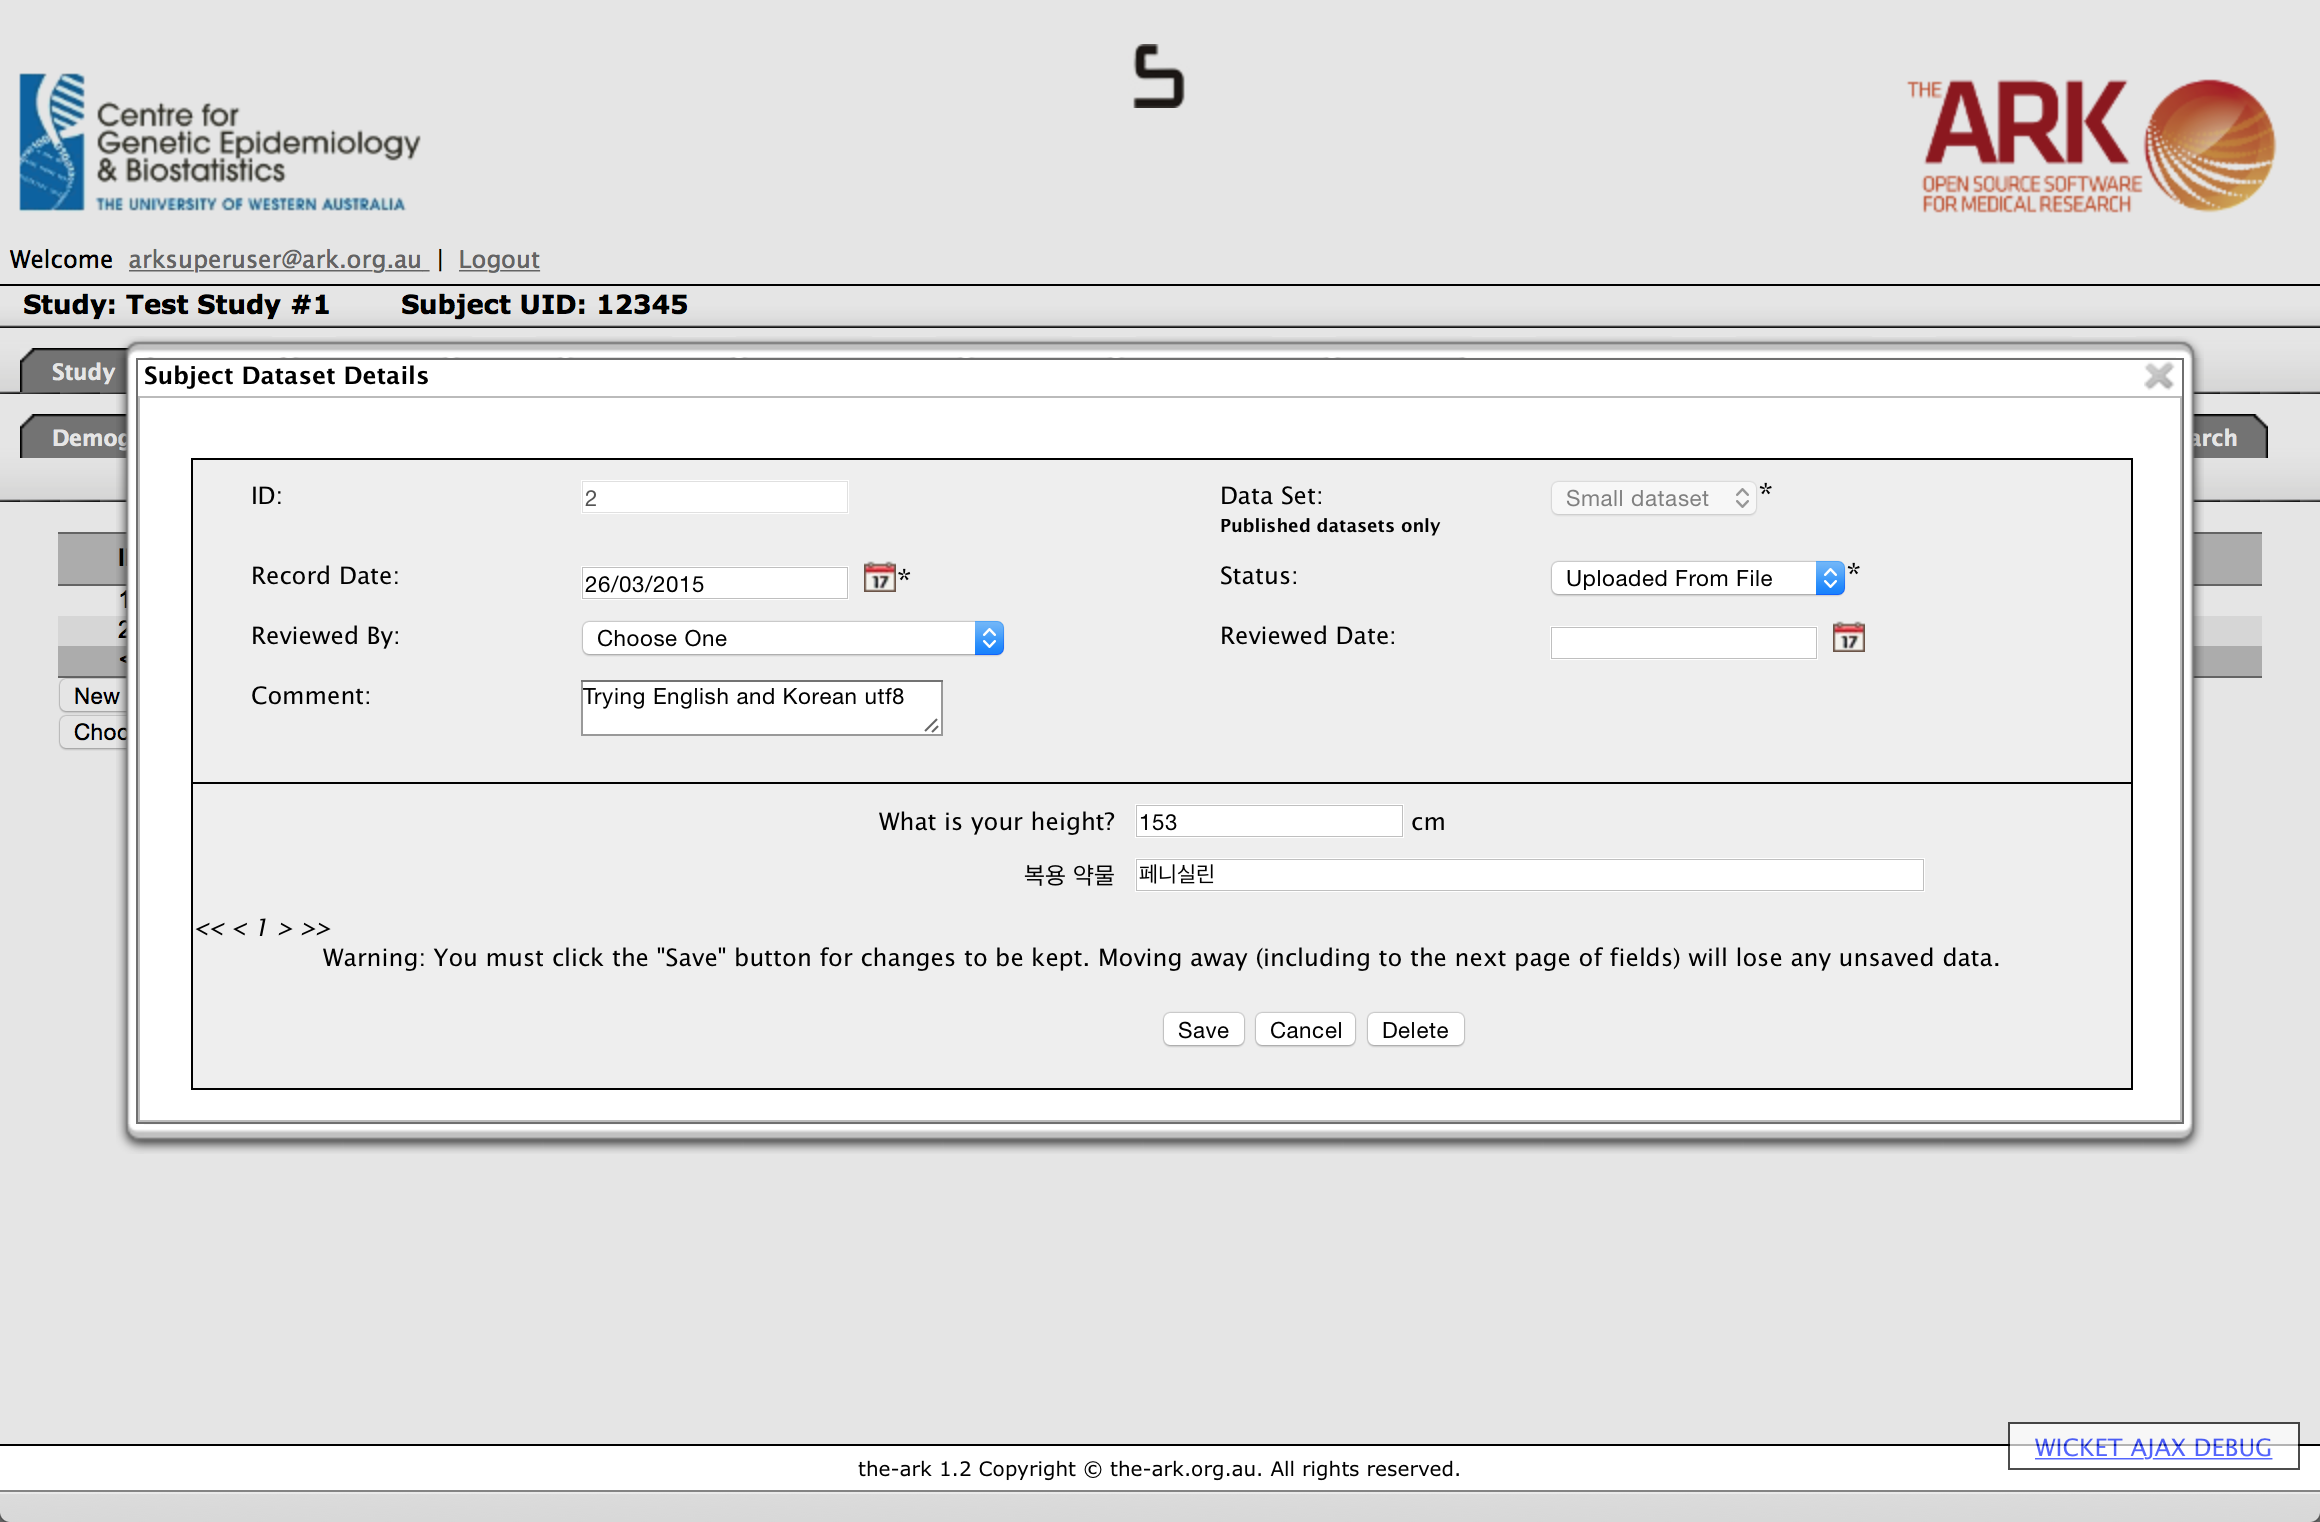 S
Centre for
Genetic Epidemiology
& Biostatistics
THE UNIVERSITY OF WESTERN AUSTRALIA
THE ARK
OPEN SOURCE SOFTWARE
FOR MEDICAL RESEARCH
Welcome arksuperuser@ark.org.au | Logout
Study: Test Study #1 Subject UID: 12345
Study
Subject Dataset Details
ID: 2 Data Set: Small dataset *
Published datasets only
Record Date: 26/03/2015 17 * Status: Uploaded From File *
Reviewed By: Choose One Reviewed Date: 17
Comment: Trying English and Korean utf8
New
What is your height? 153 cm
복용 약물 페니실린
<< < 1 > >>
Warning: You must click the "Save" button for changes to be kept. Moving away (including to the next page of fields) will lose any unsaved data.
Save Cancel Delete
WICKET AJAX DEBUG
the-ark 1.2 Copyright © the-ark.org.au. All rights reserved.